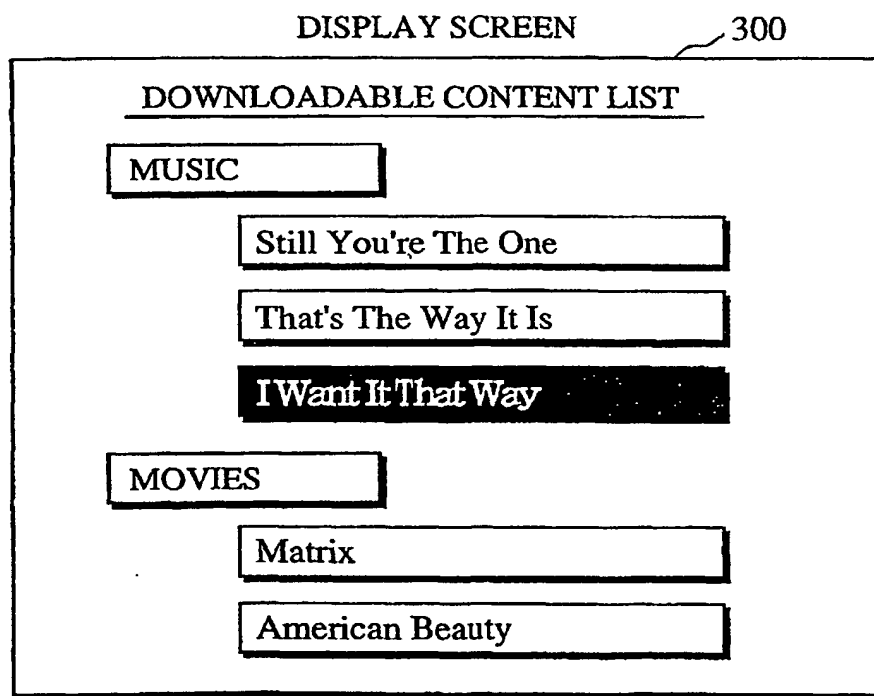 DISPLAY SCREEN 300
DOWNLOADABLE CONTENT LIST
MUSIC
Still You're The One
That's The Way It Is
I Want It That Way
MOVIES
Matrix
American Beauty